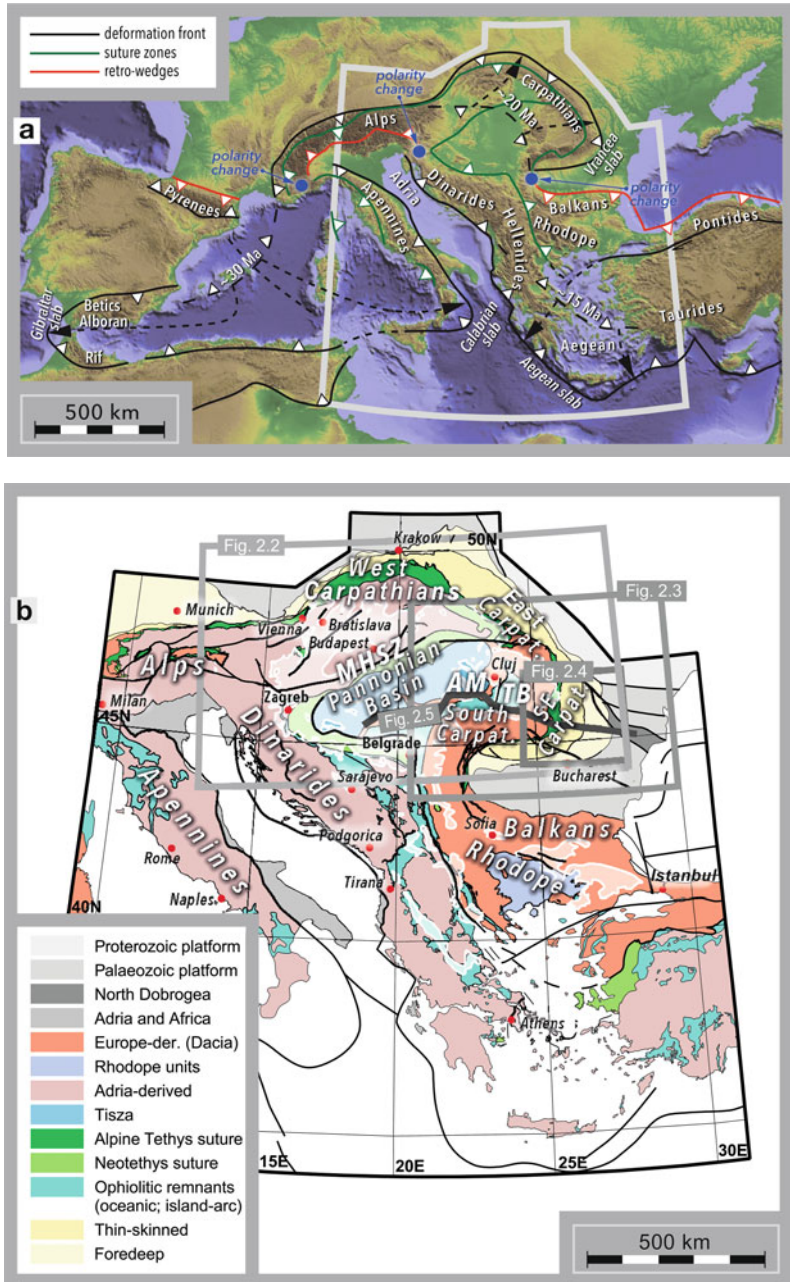 deformation front
suture zones
retro-wedges
a
polarity
change
Carpathians
~20 Ma
Alps
Vrancea
slab
polarity
change
Pyrenees
Adria
Dinarides
Apennines
Hellenides
Balkans
polarity
change
Rhodope
Pontides
~30 Ma
~15 Ma
Gibraltar
slab
Betics
Alboran
Rif
Calabrian
slab
Aegean
Aegean slab
Taurides
500 km
b
Krakow
50N
Fig. 2.2
West
Carpathians
East
Carpat.
Fig. 2.3
Munich
Vienna
Bratislava
Budapest
MHSZ
Pannonian
Basin
Cluj
Fig. 2.4
Alps
AM
TB
SE
Carpat.
Milan
45N
Zagreb
Fig. 2.5
South
Carpat.
Dinarides
Belgrade
Bucharest
Sarajevo
Apennines
Sofia
Balkans
Rhodope
Podgorica
Rome
Istanbul
Tirana
Naples
40N
Athens
Proterozoic platform
Palaeozoic platform
North Dobrogea
Adria and Africa
Europe-der. (Dacia)
Rhodope units
Adria-derived
Tisza
Alpine Tethys suture
Neotethys suture
Ophiolitic remnants
(oceanic; island-arc)
Thin-skinned
Foredeep
15E
20E
25E
30E
500 km